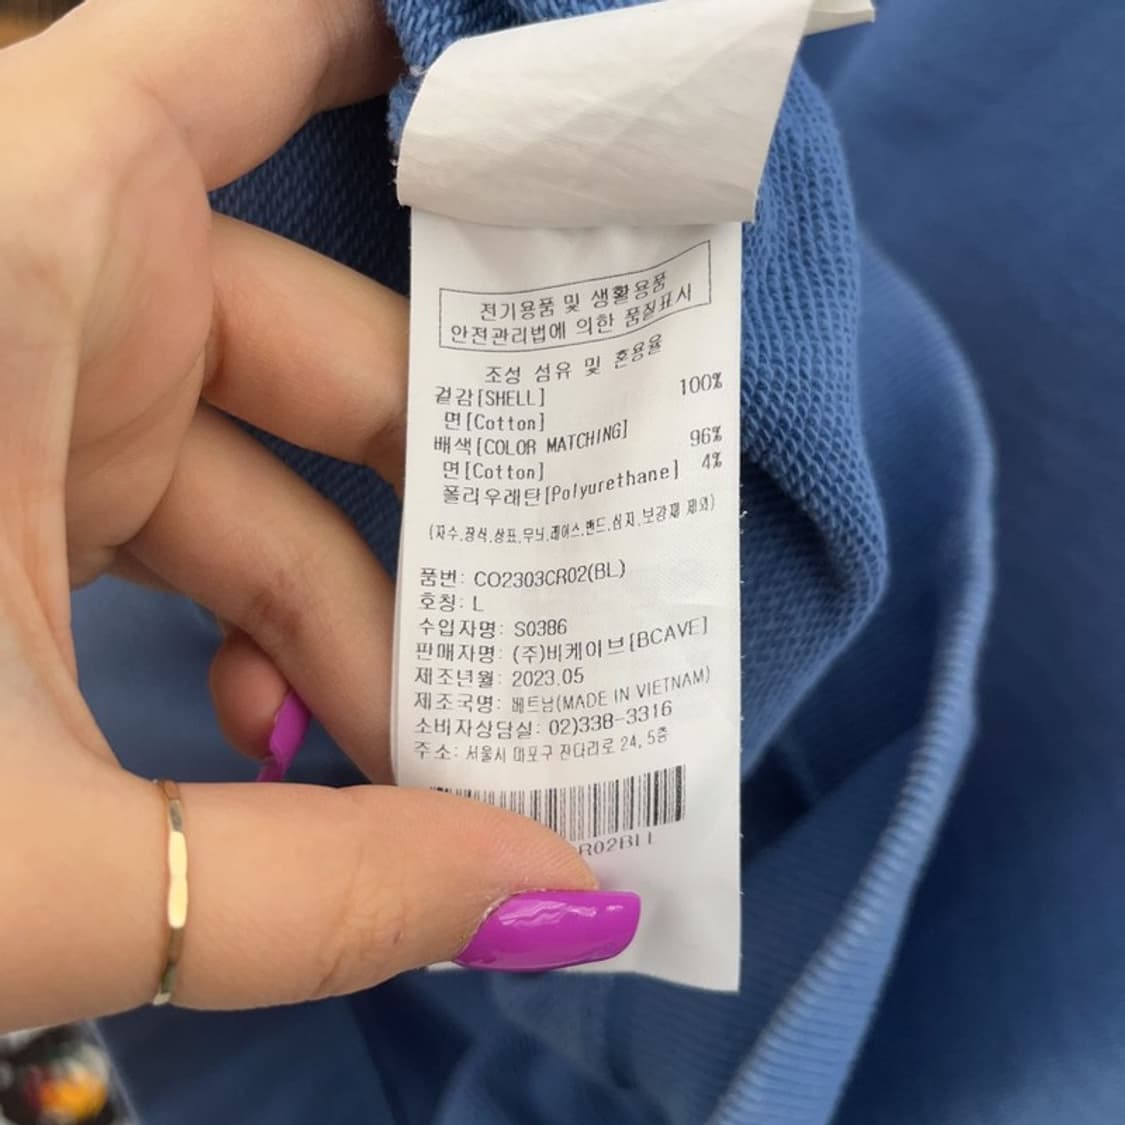 전기용품 및 생활용품
안전관리법에 의한 품질표시
조성 섬유 및 혼용율
겉감[SHELL]
면[Cotton] 100%
배색[COLOR MATCHING]
면[Cotton] 96%
폴리우레탄[Polyurethane] 4%
(자수.장식.상표.무늬.레이스.밴드.심지.보강재 제외)
품번: CO2303CR02(BL)
호칭: L
수입자명: S0386
판매자명: (주)비케이브[BCAVE]
제조년월: 2023.05
제조국명: 베트남(MADE IN VIETNAM)
소비자상담실: 02)338-3316
주소: 서울시 마포구 잔다리로 24, 5층
R02BLL